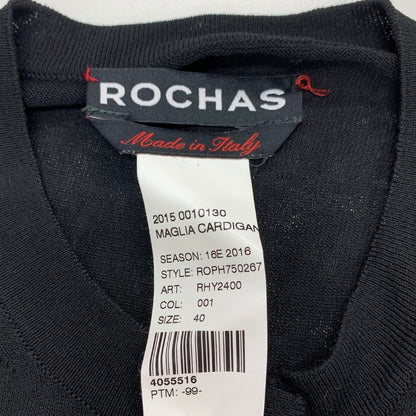 ROCHAS
Made in Italy
2015 0010130
MAGLIA CARDIGAN
SEASON: 16E 2016
STYLE: ROPH750267
ART: RHY2400
COL: 001
SIZE: 40
4055516
PTM: -99-